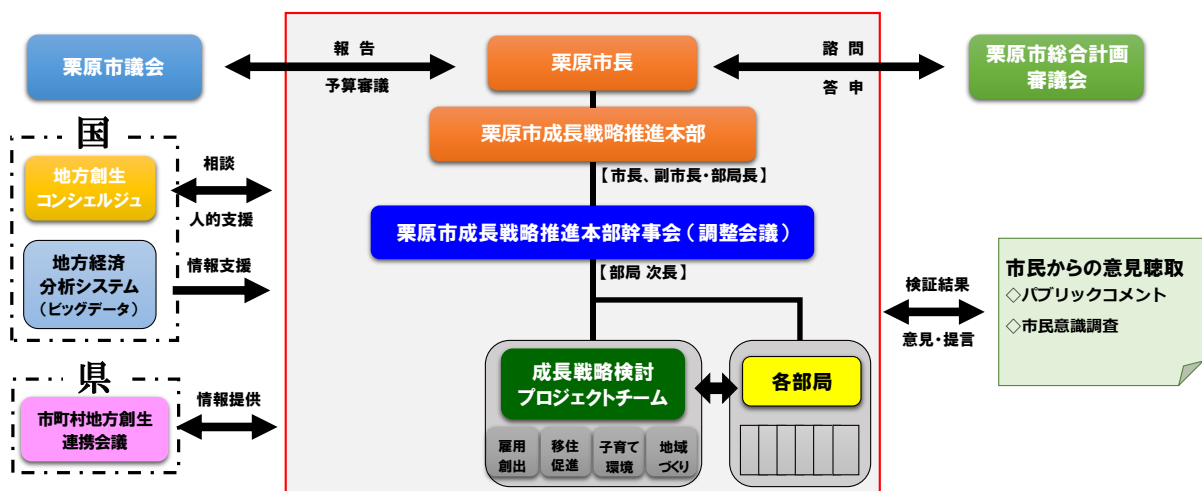 栗原市議会
報 告
予算審議
栗原市長
諮 問
答 申
栗原市総合計画
審議会
国
地方創生
コンシェルジュ
相談
人的支援
地方経済
分析システム
（ビッグデータ）
情報支援
県
市町村地方創生
連携会議
情報提供
栗原市成長戦略推進本部
【市長、副市長・部局長】
栗原市成長戦略推進本部幹事会（調整会議）
【部局 次長】
成長戦略検討
プロジェクトチーム
雇用
創出
移住
促進
子育て
環境
地域
づくり
各部局
検証結果
意見・提言
市民からの意見聴取
◇パブリックコメント
◇市民意識調査